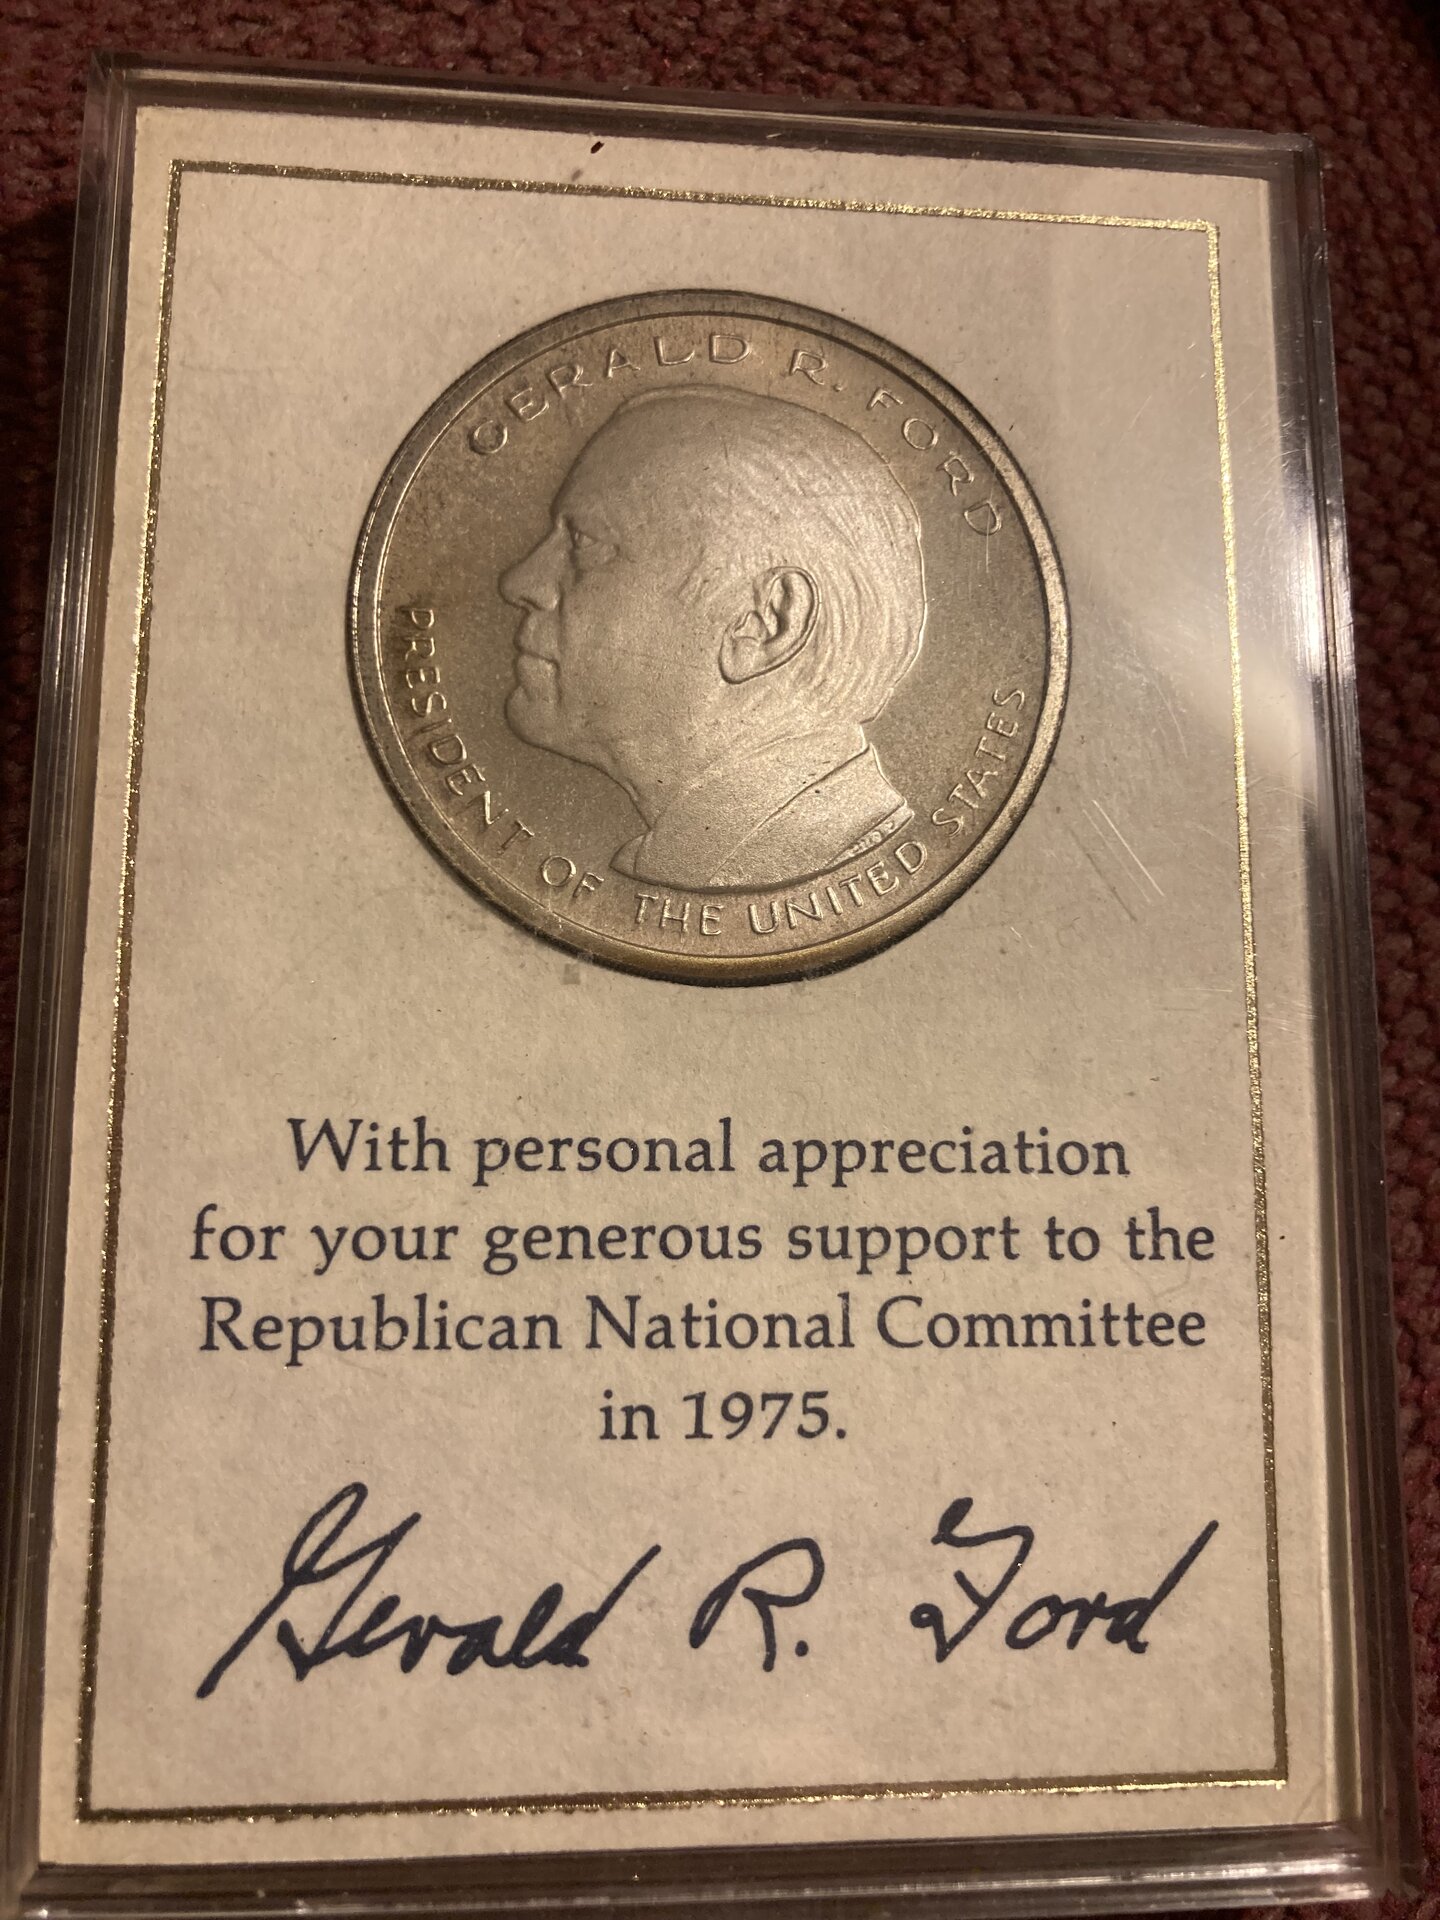 GERALD R. FORD
PRESIDENT OF THE UNITED STATES
With personal appreciation
for your generous support to the
Republican National Committee
in 1975.
Gerald R. Ford